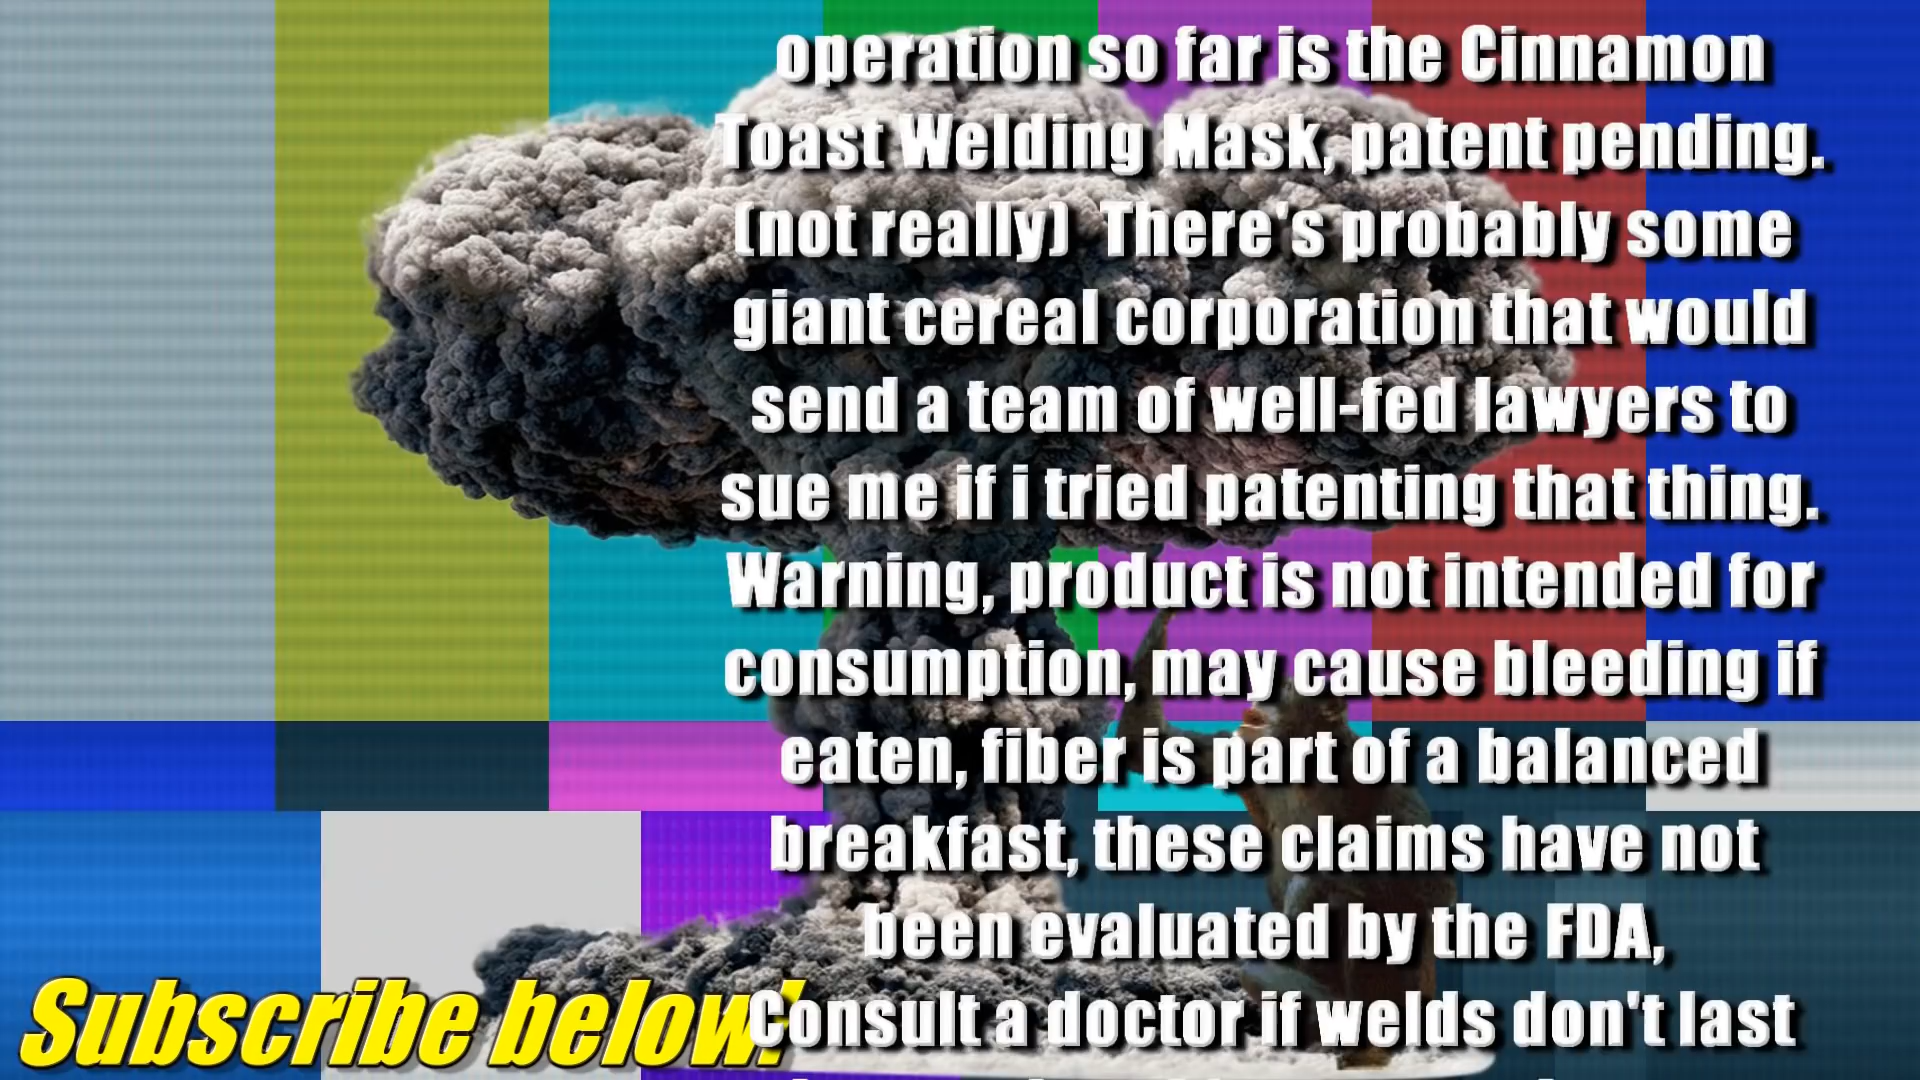 operation so far is the Cinnamon
Toast Welding Mask, patent pending.
(not really)  There's probably some
giant cereal corporation that would
send a team of well-fed lawyers to
sue me if i tried patenting that thing.
Warning, product is not intended for
consumption, may cause bleeding if
eaten, fiber is part of a balanced
breakfast, these claims have not
been evaluated by the FDA,
Consult a doctor if welds don't last
Subscribe below!